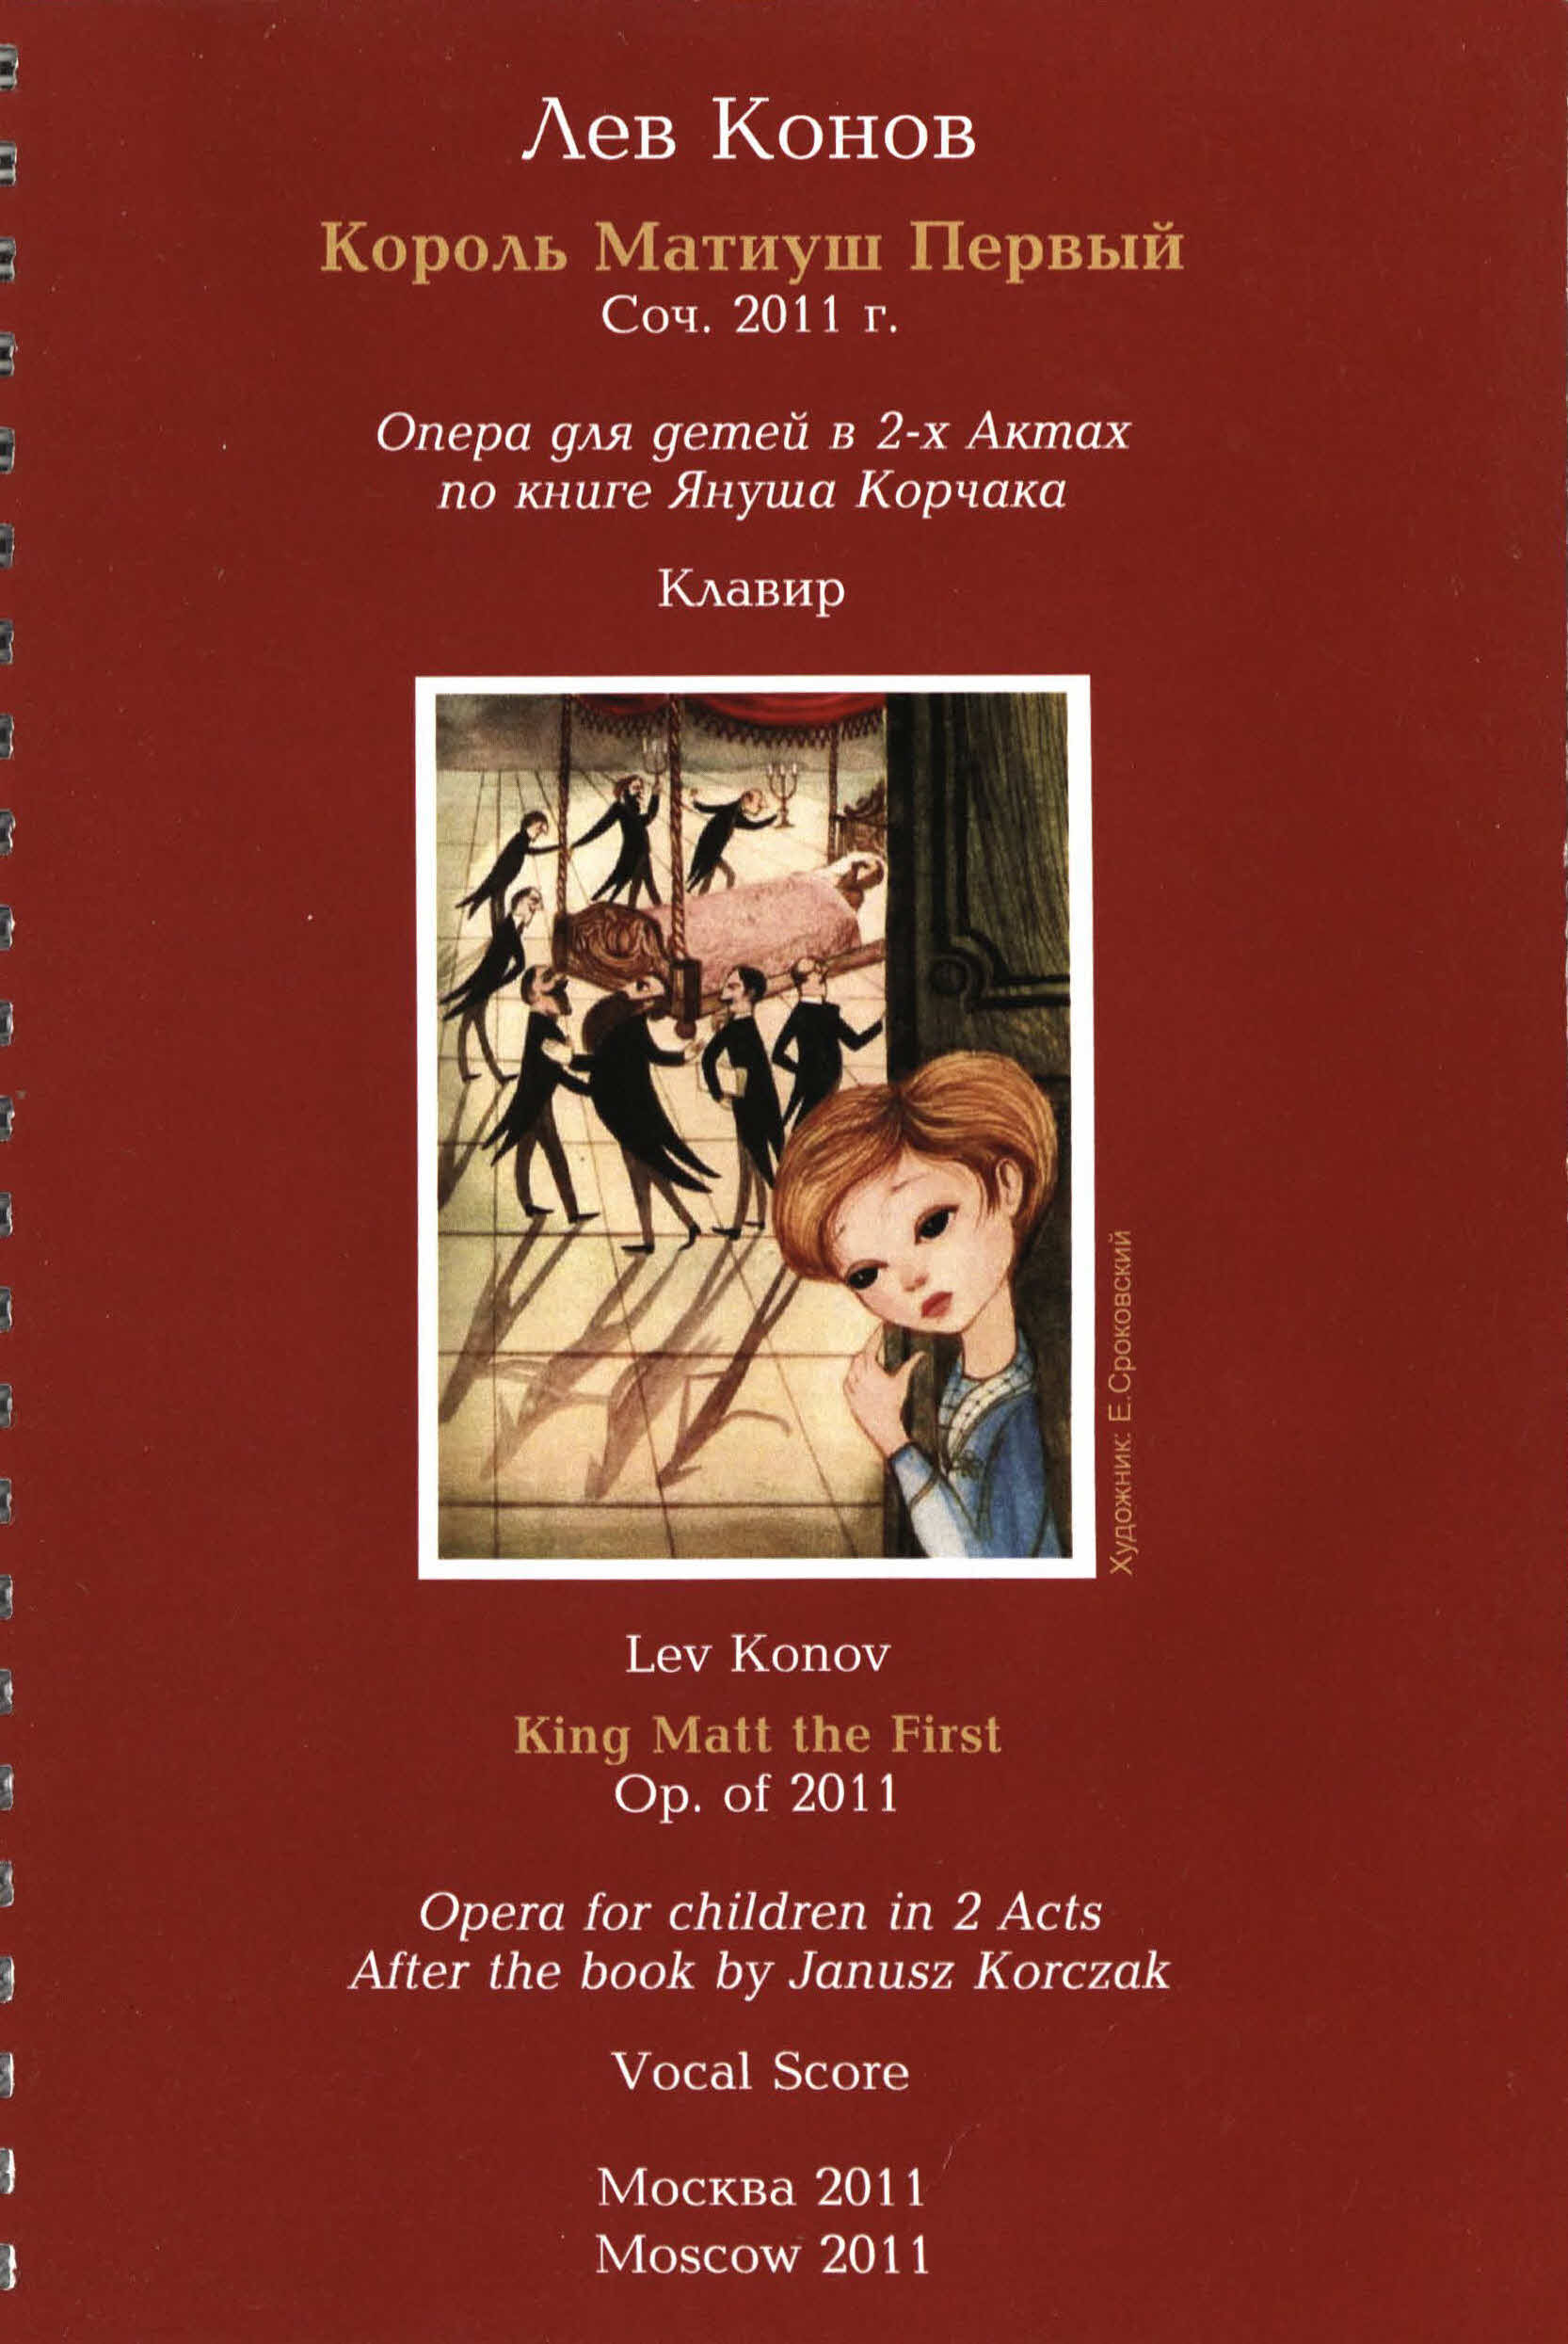 Лев Конов
Король Матиуш Первый
Соч. 2011 г.
Опера для детей в 2-х Актах
по книге Януша Корчака
Клавир
Художник: Е. Сроковский
Lev Konov
King Matt the First
Op. of 2011
Opera for children in 2 Acts
After the book by Janusz Korczak
Vocal Score
Москва 2011
Moscow 2011